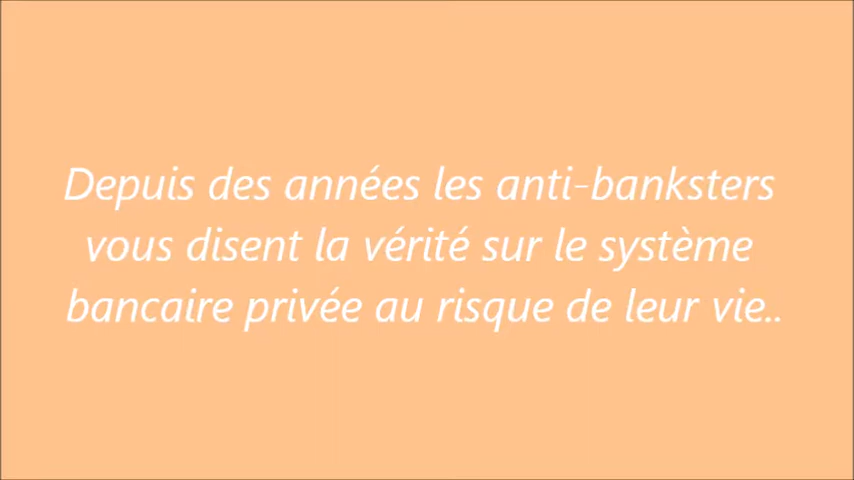 Depuis des années les anti-banksters
vous disent la vérité sur le système
bancaire privée au risque de leur vie..